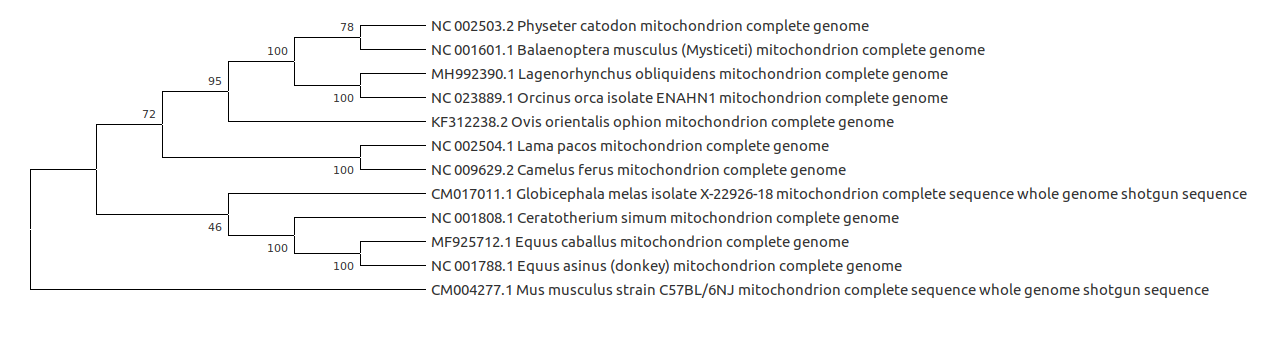 78
NC 002503.2 Physeter catodon mitochondrion complete genome
100
NC 001601.1 Balaenoptera musculus (Mysticeti) mitochondrion complete genome
95
MH992390.1 Lagenorhynchus obliquidens mitochondrion complete genome
100
NC 023889.1 Orcinus orca isolate ENAHN1 mitochondrion complete genome
72
KF312238.2 Ovis orientalis ophion mitochondrion complete genome
NC 002504.1 Lama pacos mitochondrion complete genome
100
NC 009629.2 Camelus ferus mitochondrion complete genome
CM017011.1 Globicephala melas isolate X-22926-18 mitochondrion complete sequence whole genome shotgun sequence
46
NC 001808.1 Ceratotherium simum mitochondrion complete genome
100
MF925712.1 Equus caballus mitochondrion complete genome
100
NC 001788.1 Equus asinus (donkey) mitochondrion complete genome
CM004277.1 Mus musculus strain C57BL/6NJ mitochondrion complete sequence whole genome shotgun sequence